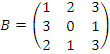 B = (1 2 3
3 0 1
2 1 3)